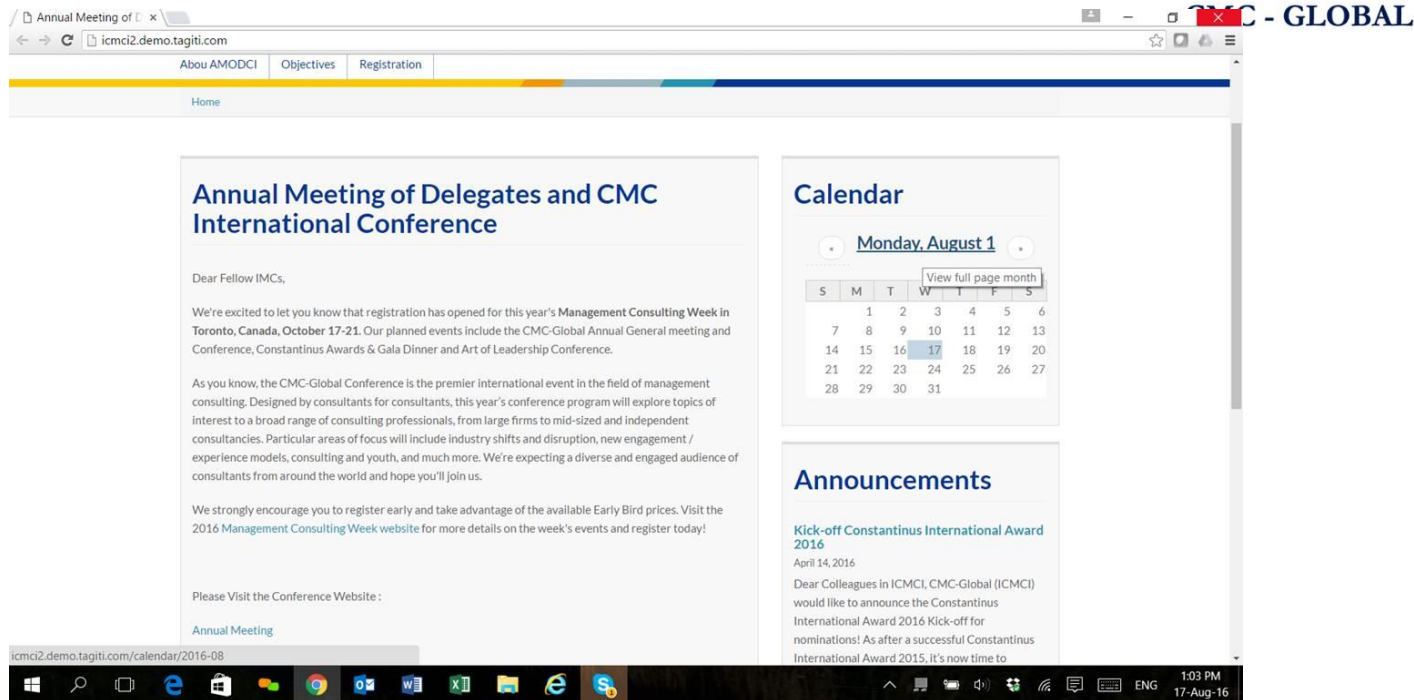 Annual Meeting of D
CMC - GLOBAL
icmci2.demo.tagiti.com
Abou AMODCI Objectives Registration
Home
Annual Meeting of Delegates and CMC
International Conference
Dear Fellow IMCs,
We're excited to let you know that registration has opened for this year's Management Consulting Week in
Toronto, Canada, October 17-21. Our planned events include the CMC-Global Annual General meeting and
Conference, Constantinus Awards & Gala Dinner and Art of Leadership Conference.
As you know, the CMC-Global Conference is the premier international event in the field of management
consulting. Designed by consultants for consultants, this year's conference program will explore topics of
interest to a broad range of consulting professionals, from large firms to mid-sized and independent
consultancies. Particular areas of focus will include industry shifts and disruption, new engagement /
experience models, consulting and youth, and much more. We're expecting a diverse and engaged audience of
consultants from around the world and hope you'll join us.
We strongly encourage you to register early and take advantage of the available Early Bird prices. Visit the
2016 Management Consulting Week website for more details on the week's events and register today!
Please Visit the Conference Website :
Annual Meeting
Calendar
« Monday, August 1 »
View full page month
S M T W T F S
1 2 3 4 5 6
7 8 9 10 11 12 13
14 15 16 17 18 19 20
21 22 23 24 25 26 27
28 29 30 31
Announcements
Kick-off Constantinus International Award
2016
April 14, 2016
Dear Colleagues in ICMCI, CMC-Global (ICMCI)
would like to announce the Constantinus
International Award 2016 Kick-off for
nominations! As after a successful Constantinus
International Award 2015, it's now time to
icmci2.demo.tagiti.com/calendar/2016-08
ENG
1:03 PM
17-Aug-16